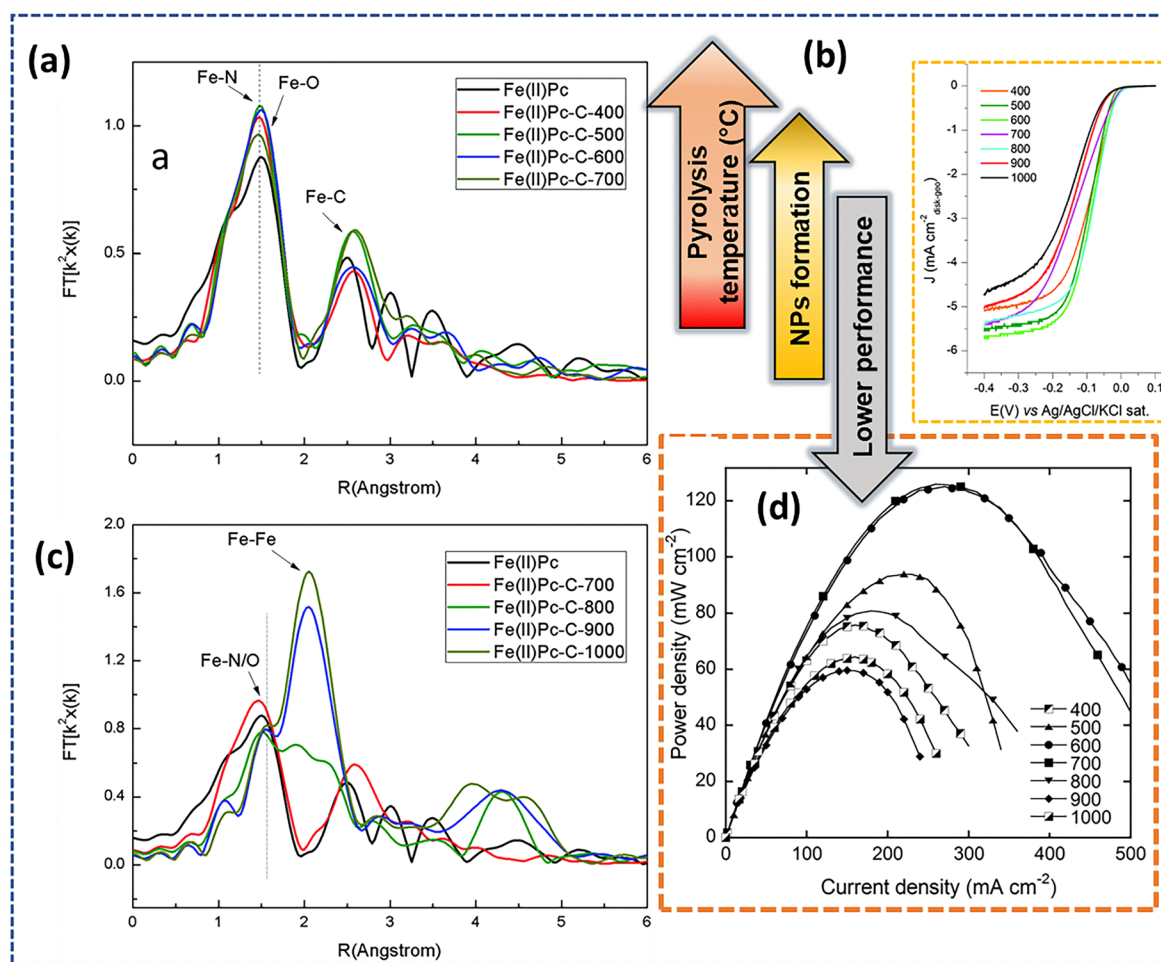 (a)
a
Fe-N
Fe-O
Fe-C
Fe(II)Pc
Fe(II)Pc-C-400
Fe(II)Pc-C-500
Fe(II)Pc-C-600
Fe(II)Pc-C-700
FT[k²x(k)]
1.0
0.5
0.0
0 1 2 3 4 5 6
R(Angstrom)
Pyrolysis
temperature (°C)
NPs formation
Lower performance
(b)
400
500
600
700
800
900
1000
J (mA cm⁻² disk-geo)
0
-1
-2
-3
-4
-5
-6
-0.4 -0.3 -0.2 -0.1 0.0 0.1
E(V) vs Ag/AgCl/KCl sat.
(c)
Fe-Fe
Fe-N/O
Fe(II)Pc
Fe(II)Pc-C-700
Fe(II)Pc-C-800
Fe(II)Pc-C-900
Fe(II)Pc-C-1000
FT[k²x(k)]
2.0
1.6
1.2
0.8
0.4
0.0
0 1 2 3 4 5 6
R(Angstrom)
(d)
Power density (mW cm⁻²)
120
100
80
60
40
20
0
0 100 200 300 400 500
Current density (mA cm⁻²)
400
500
600
700
800
900
1000